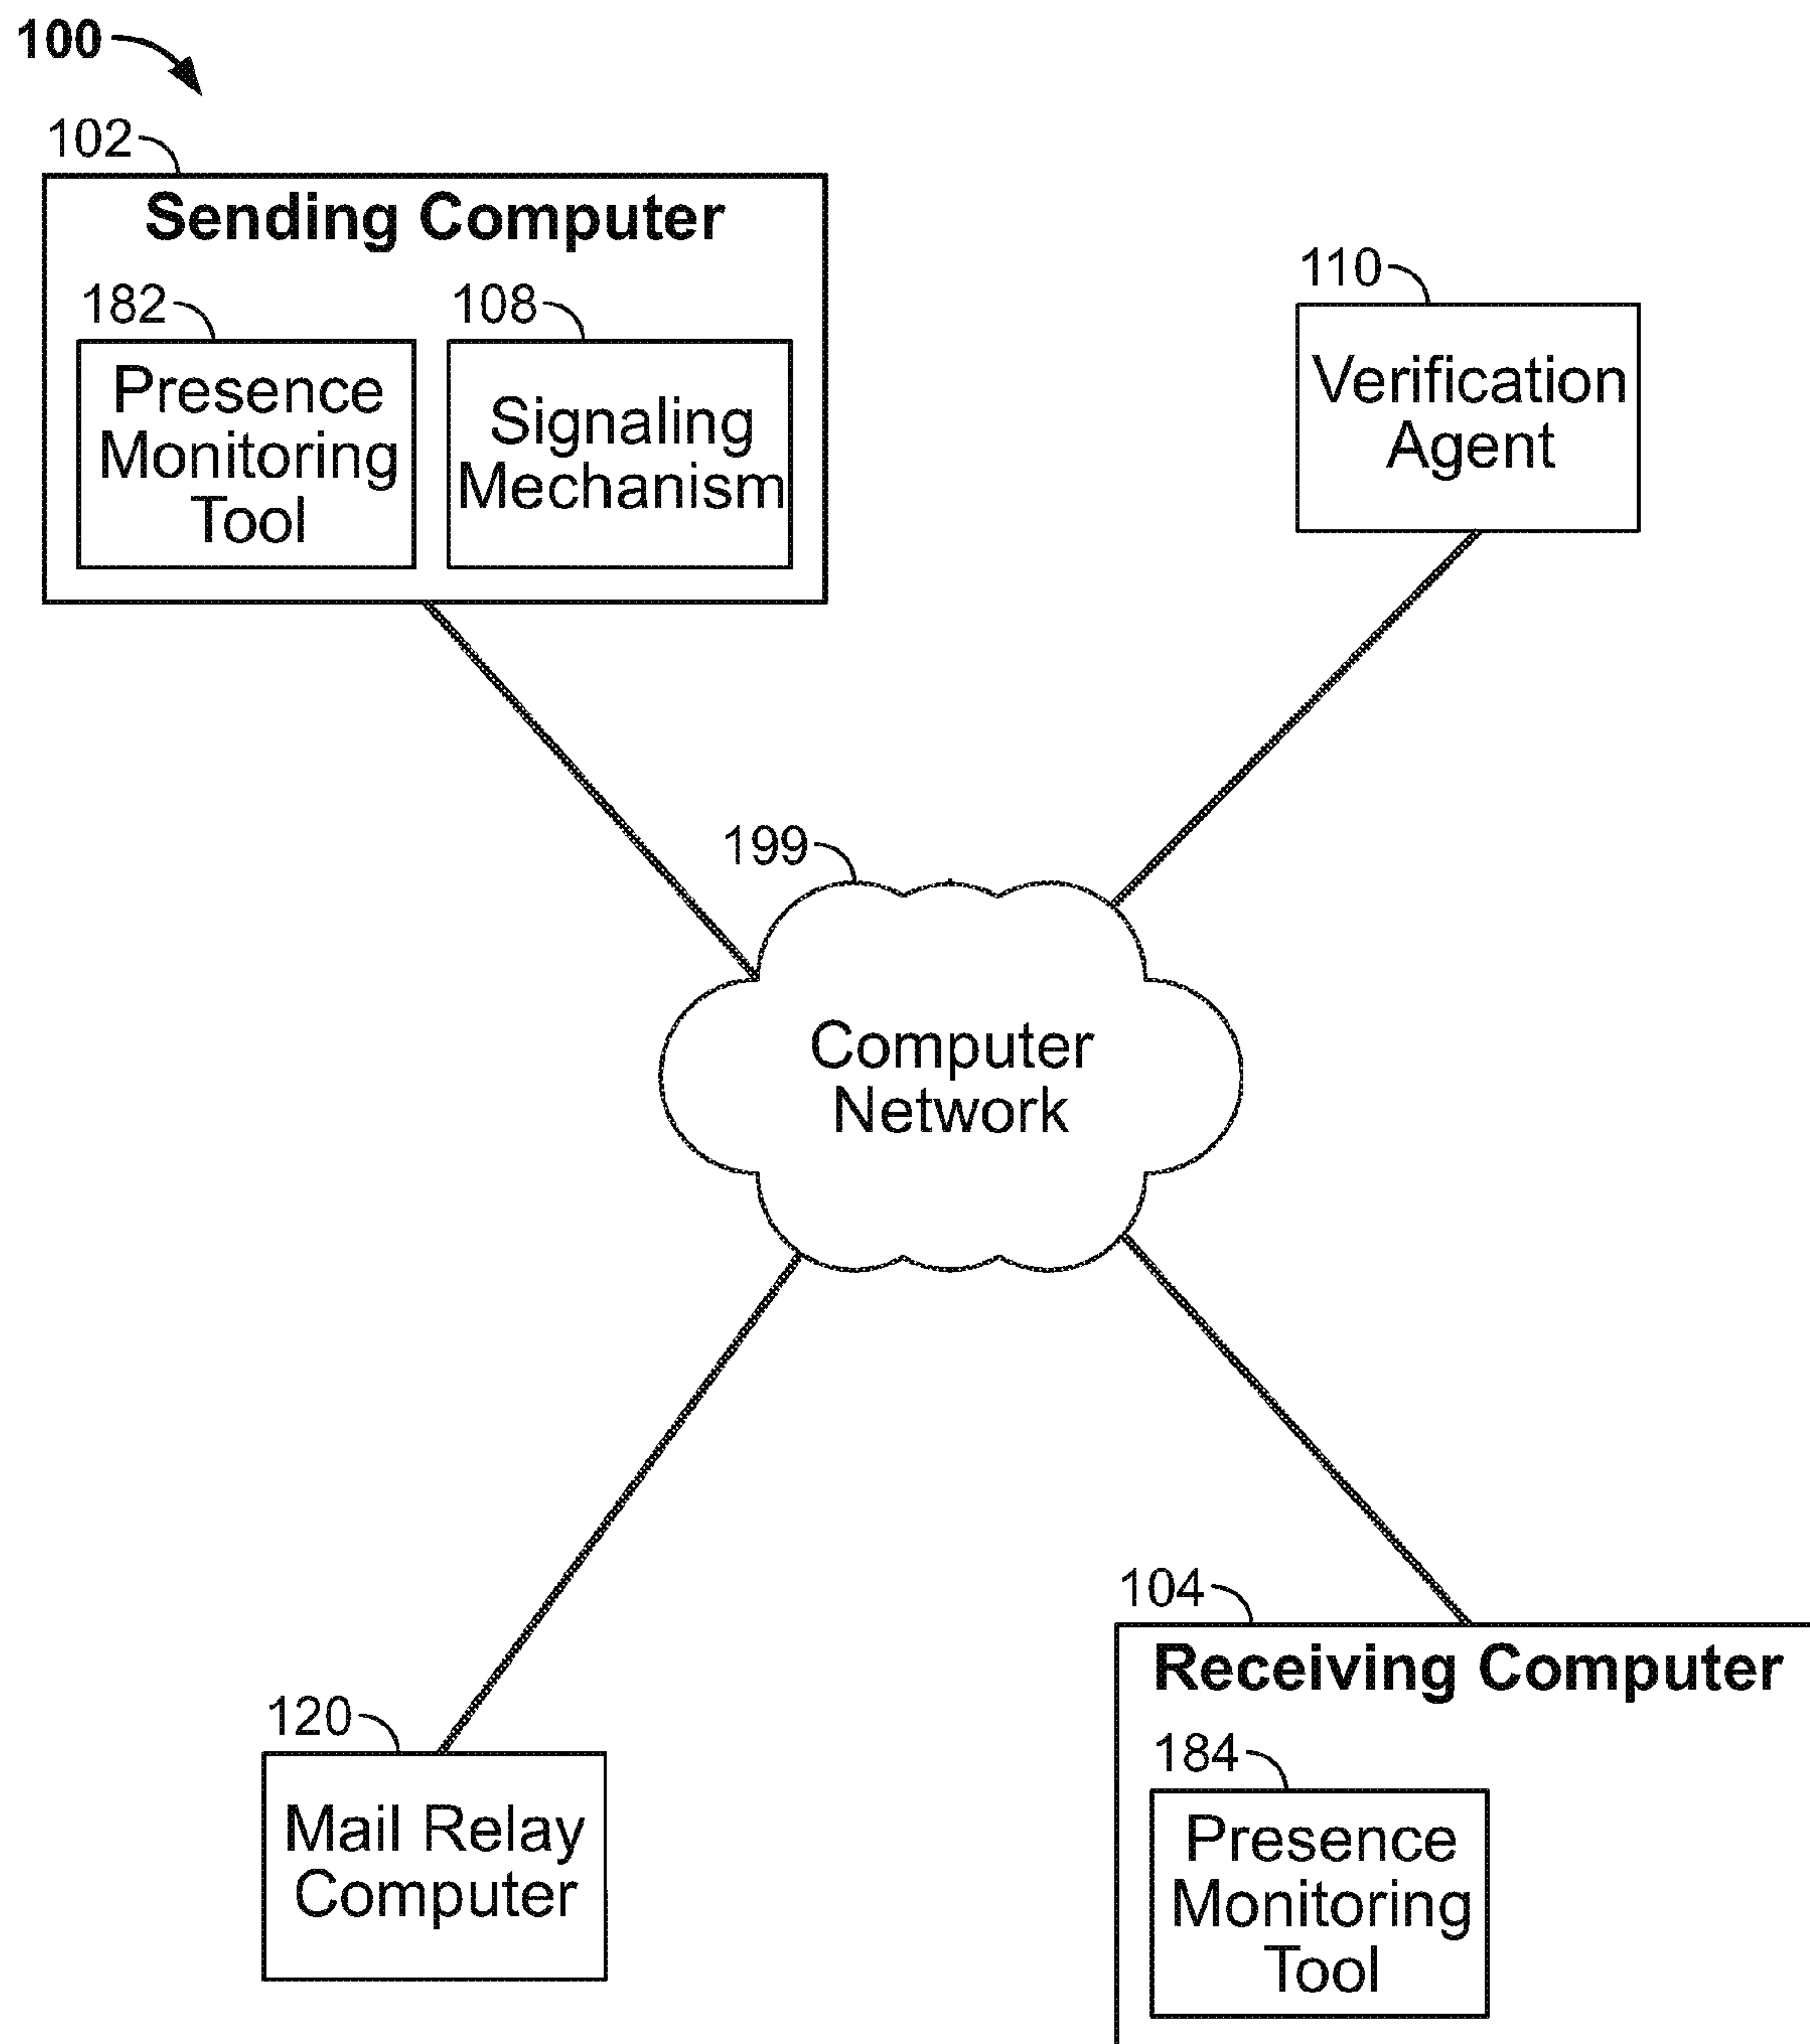 100
102
Sending Computer
182
Presence
Monitoring
Tool
108
Signaling
Mechanism
110
Verification
Agent
199
Computer
Network
120
Mail Relay
Computer
104
Receiving Computer
184
Presence
Monitoring
Tool